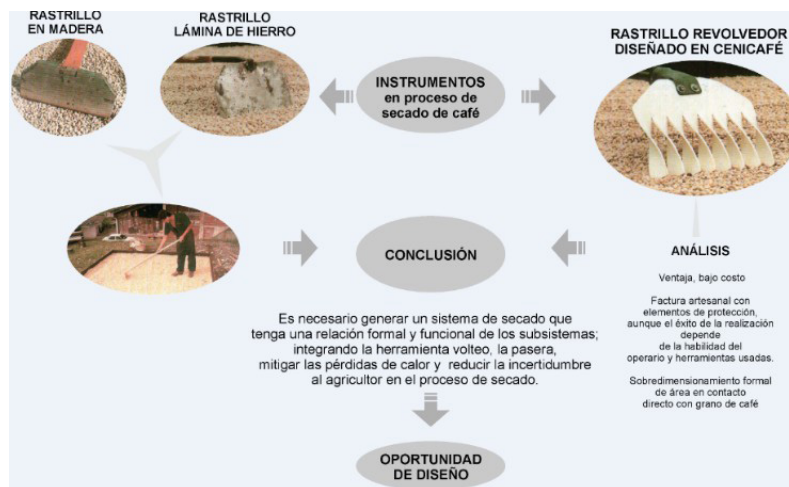 RASTRILLO
EN MADERA
RASTRILLO
LÁMINA DE HIERRO
INSTRUMENTOS
en proceso de
secado de café
RASTRILLO REVOLVEDOR
DISEÑADO EN CENICAFÉ
CONCLUSIÓN
Es necesario generar un sistema de secado que
tenga una relación formal y funcional de los subsistemas;
integrando la herramienta volteo, la pasera,
mitigar las pérdidas de calor y reducir la incertidumbre
al agricultor en el proceso de secado.
ANÁLISIS
Ventaja, bajo costo
Factura artesanal con
elementos de protección,
aunque el éxito de la realización
depende
de la habilidad del
operario y herramientas usadas.
Sobredimensionamiento formal
de área en contacto
directo con grano de café
OPORTUNIDAD
DE DISEÑO